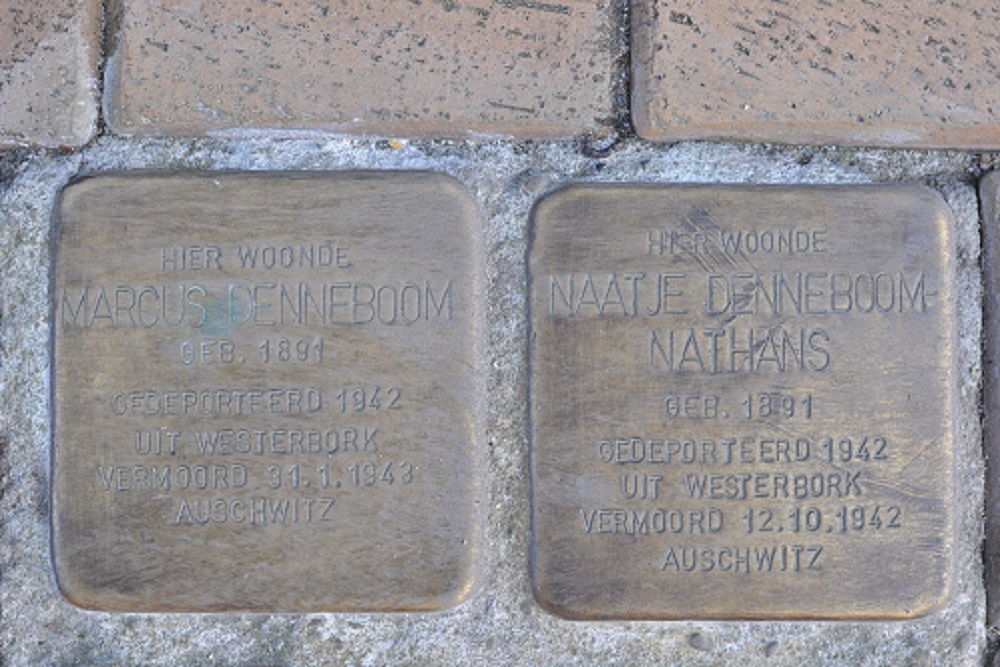 HIER WOONDE
MARCUS DENNEBOOM
GEB. 1891
GEDEPORTEERD 1942
UIT WESTERBORK
VERMOORD 31.1.1943
AUSCHWITZ
HIER WOONDE
NAATJE DENNEBOOM-
NATHANS
GEB. 1891
GEDEPORTEERD 1942
UIT WESTERBORK
VERMOORD 12.10.1942
AUSCHWITZ